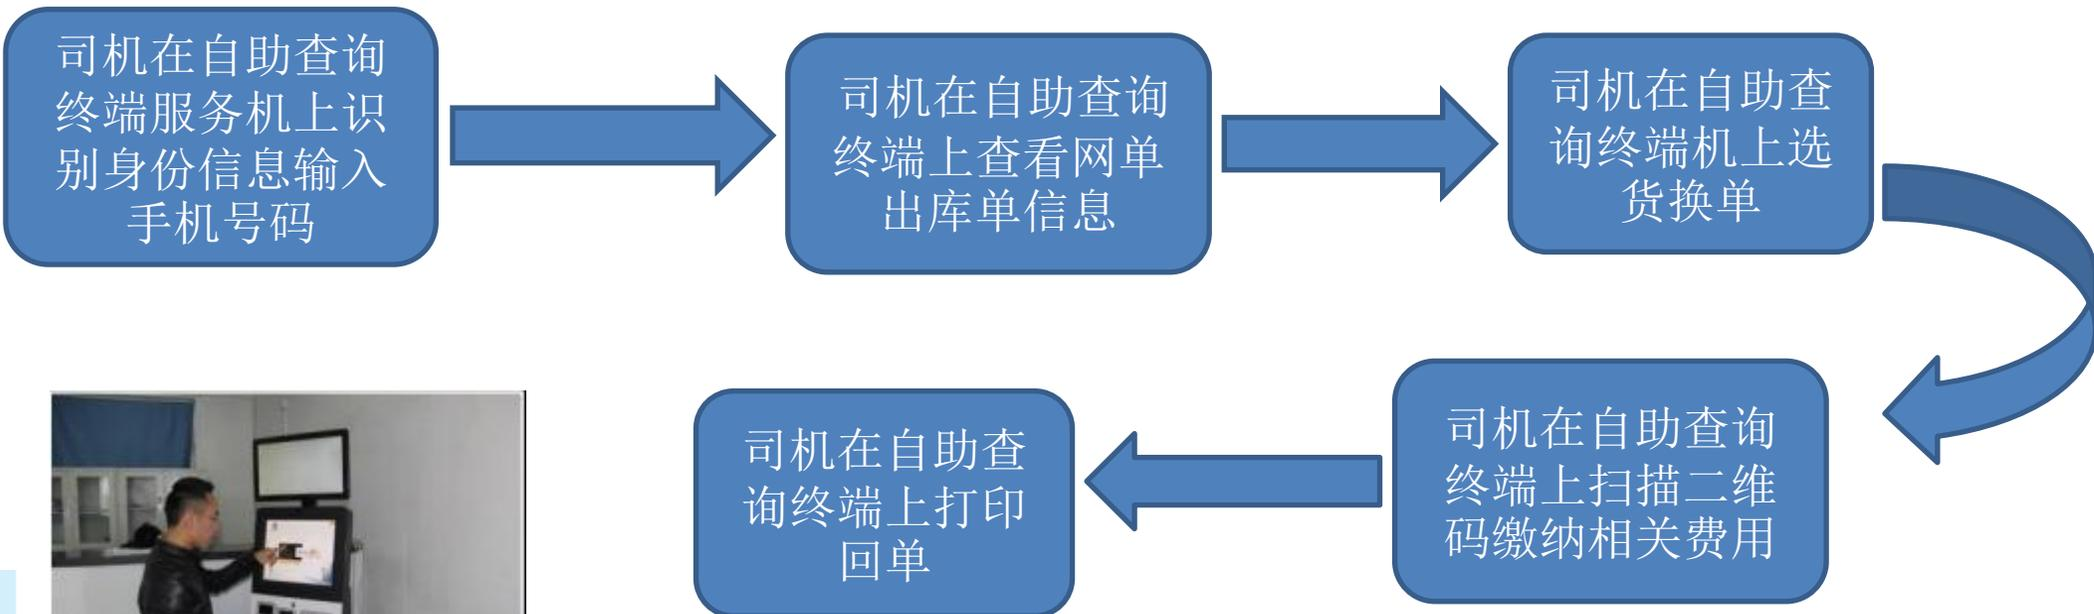 司机在自助查询
终端服务机上识
别身份信息输入
手机号码
司机在自助查询
终端上查看网单
出库单信息
司机在自助查
询终端机上选
货换单
司机在自助查询
终端上扫描二维
码缴纳相关费用
司机在自助查
询终端上打印
回单